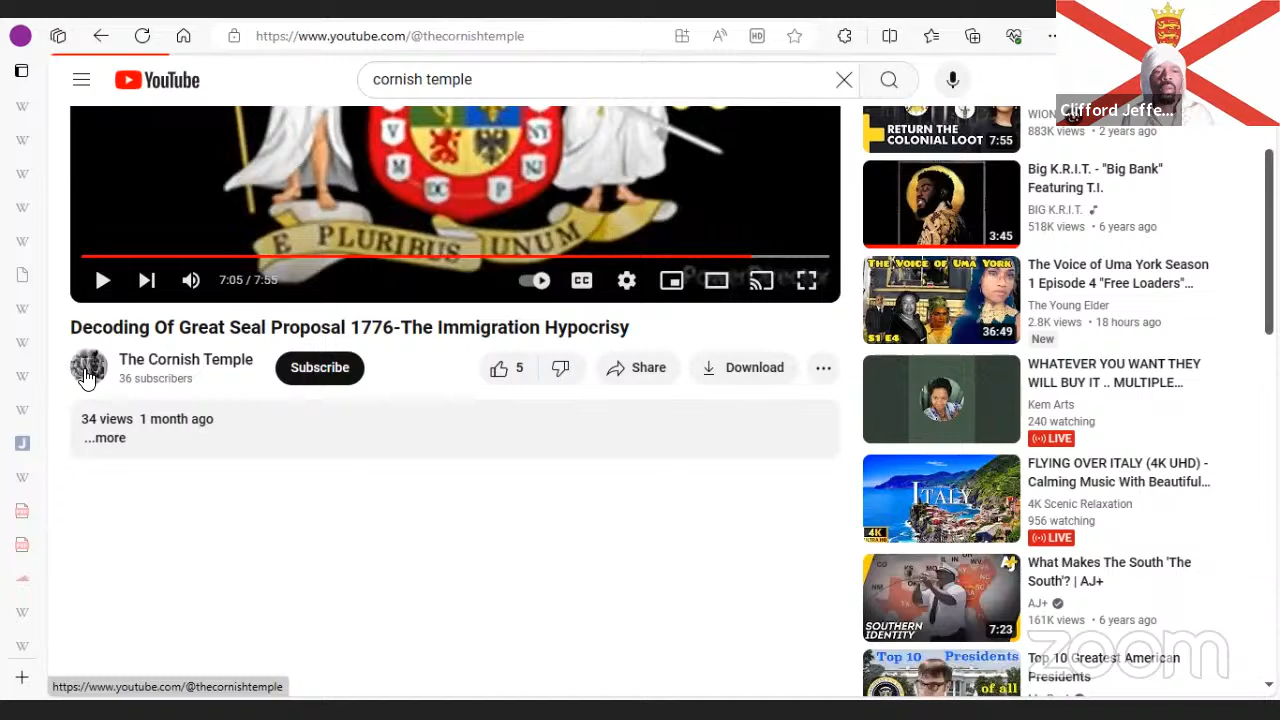 https://www.youtube.com/@thecornishtemple
HD
Clifford Jeffe...
YouTube
cornish temple
V
NY
M
NJ
DC
P
E PLURIBUS UNUM
7:05 / 7:55
CC
Decoding Of Great Seal Proposal 1776-The Immigration Hypocrisy
The Cornish Temple
36 subscribers
Subscribe
5
Share
Download
34 views 1 month ago
...more
RETURN THE
COLONIAL LOOT
7:55
WION
883K views • 2 years ago
3:45
Big K.R.I.T. - "Big Bank"
Featuring T.I.
BIG K.R.I.T.
518K views • 6 years ago
THE VOICE OF UMA YORK
S1 E4
36:49
The Voice of Uma York Season
1 Episode 4 "Free Loaders"...
The Young Elder
2.8K views • 18 hours ago
New
WHATEVER YOU WANT THEY
WILL BUY IT .. MULTIPLE...
Kem Arts
240 watching
LIVE
ITALY
4K
FLYING OVER ITALY (4K UHD) -
Calming Music With Beautiful...
4K Scenic Relaxation
956 watching
LIVE
SOUTHERN
IDENTITY
7:23
What Makes The South 'The
South'? | AJ+
AJ+
161K views • 6 years ago
Top 10 Presidents
of all
Top 10 Greatest American
Presidents
zoom
https://www.youtube.com/@thecornishtemple